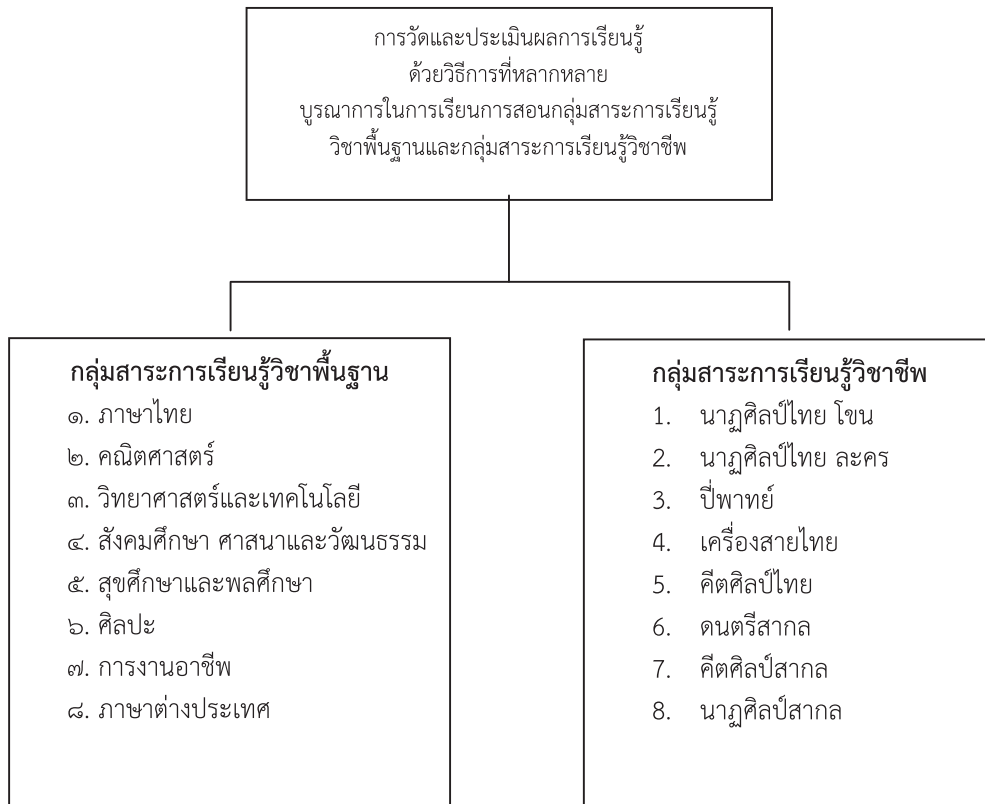 การวัดและประเมินผลการเรียนรู้
ด้วยวิธีการที่หลากหลาย
บูรณาการในการเรียนการสอนกลุ่มสาระการเรียนรู้
วิชาพื้นฐานและกลุ่มสาระการเรียนรู้วิชาชีพ
กลุ่มสาระการเรียนรู้วิชาพื้นฐาน
๑. ภาษาไทย
๒. คณิตศาสตร์
๓. วิทยาศาสตร์และเทคโนโลยี
๔. สังคมศึกษา ศาสนาและวัฒนธรรม
๕. สุขศึกษาและพลศึกษา
๖. ศิลปะ
๗. การงานอาชีพ
๘. ภาษาต่างประเทศ
กลุ่มสาระการเรียนรู้วิชาชีพ
1. นาฏศิลป์ไทย โขน
2. นาฏศิลป์ไทย ละคร
3. ปี่พาทย์
4. เครื่องสายไทย
5. คีตศิลป์ไทย
6. ดนตรีสากล
7. คีตศิลป์สากล
8. นาฏศิลป์สากล